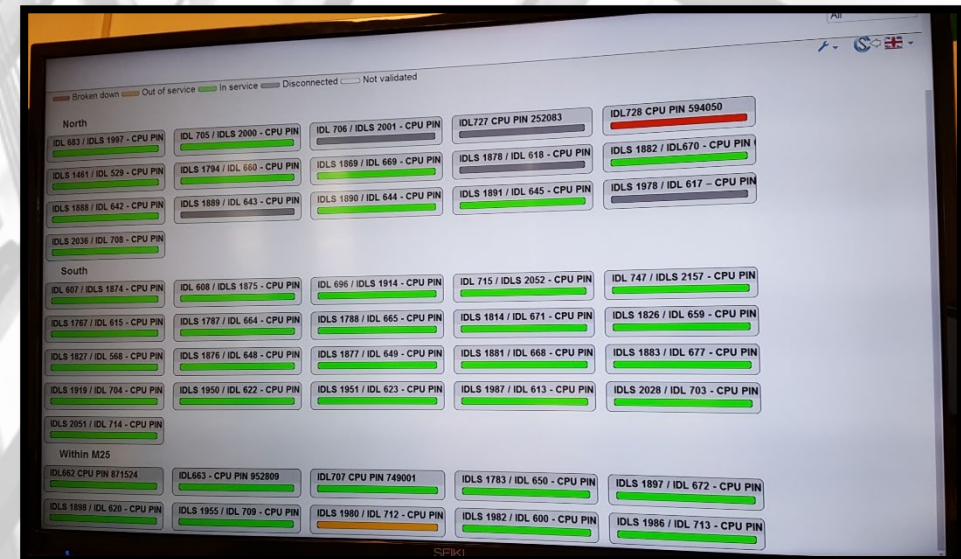 All
Broken down Out of service In service Disconnected Not validated
North
IDL 683 / IDLS 1997 - CPU PIN IDL 705 / IDLS 2000 - CPU PIN IDL 706 / IDLS 2001 - CPU PIN IDL727 CPU PIN 252083 IDL728 CPU PIN 594050
IDLS 1461 / IDL 529 - CPU PIN IDLS 1794 / IDL 660 - CPU PIN IDLS 1869 / IDL 669 - CPU PIN IDLS 1878 / IDL 618 - CPU PIN IDLS 1882 / IDL670 - CPU PIN
IDLS 1888 / IDL 642 - CPU PIN IDLS 1889 / IDL 643 - CPU PIN IDLS 1890 / IDL 644 - CPU PIN IDLS 1891 / IDL 645 - CPU PIN IDLS 1978 / IDL 617 – CPU PIN
IDLS 2036 / IDL 708 - CPU PIN
South
IDL 607 / IDLS 1874 - CPU PIN IDL 608 / IDLS 1875 - CPU PIN IDL 696 / IDLS 1914 - CPU PIN IDL 715 / IDLS 2052 - CPU PIN IDL 747 / IDLS 2157 - CPU PIN
IDLS 1767 / IDL 615 - CPU PIN IDLS 1787 / IDL 664 - CPU PIN IDLS 1788 / IDL 665 - CPU PIN IDLS 1814 / IDL 671 - CPU PIN IDLS 1826 / IDL 659 - CPU PIN
IDLS 1827 / IDL 568 - CPU PIN IDLS 1876 / IDL 648 - CPU PIN IDLS 1877 / IDL 649 - CPU PIN IDLS 1881 / IDL 668 - CPU PIN IDLS 1883 / IDL 677 - CPU PIN
IDLS 1919 / IDL 704 - CPU PIN IDLS 1950 / IDL 622 - CPU PIN IDLS 1951 / IDL 623 - CPU PIN IDLS 1987 / IDL 613 - CPU PIN IDLS 2028 / IDL 703 - CPU PIN
IDLS 2051 / IDL 714 - CPU PIN
Within M25
IDL662 CPU PIN 871524 IDL663 - CPU PIN 952809 IDL707 CPU PIN 749001 IDLS 1783 / IDL 650 - CPU PIN IDLS 1897 / IDL 672 - CPU PIN
IDLS 1898 / IDL 620 - CPU PIN IDLS 1955 / IDL 709 - CPU PIN IDLS 1980 / IDL 712 - CPU PIN IDLS 1982 / IDL 600 - CPU PIN IDLS 1986 / IDL 713 - CPU PIN
SEIKI